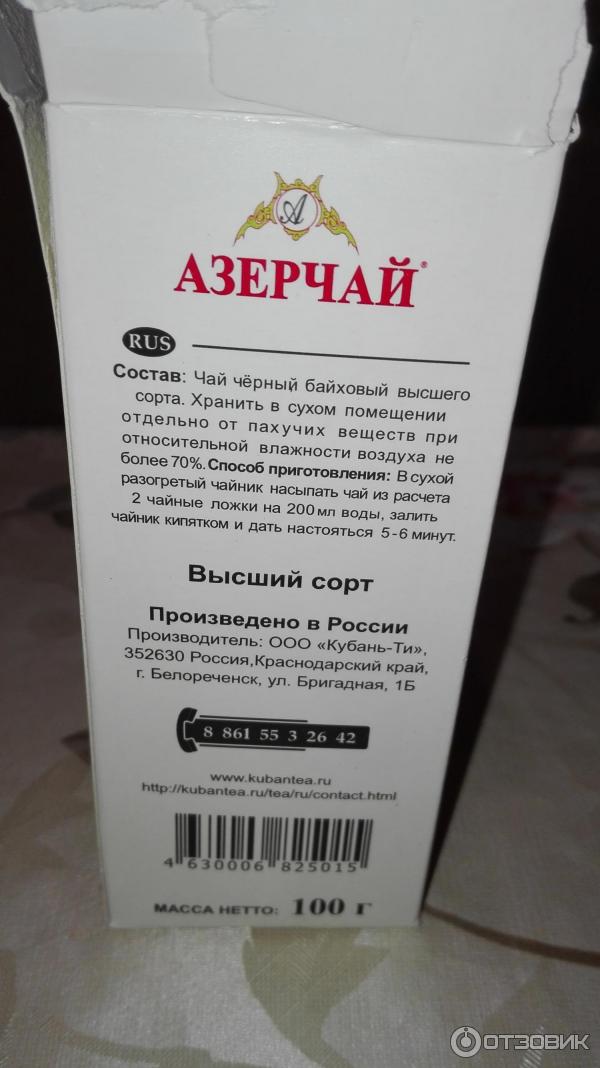 А
АЗЕРЧАЙ®
RUS
Состав: Чай чёрный байховый высшего
сорта. Хранить в сухом помещении
отдельно от пахучих веществ при
относительной влажности воздуха не
более 70%. Способ приготовления: В сухой
разогретый чайник насыпать чай из расчета
2 чайные ложки на 200 мл воды, залить
чайник кипятком и дать настояться 5-6 минут.
Высший сорт
Произведено в России
Производитель: ООО «Кубань-Ти»,
352630 Россия,Краснодарский край,
г. Белореченск, ул. Бригадная, 1Б
8 861 55 3 26 42
www.kubantea.ru
http://kubantea.ru/tea/ru/contact.html
4 630006 825015
МАССА НЕТТО: 100 г
ОТЗОВИК